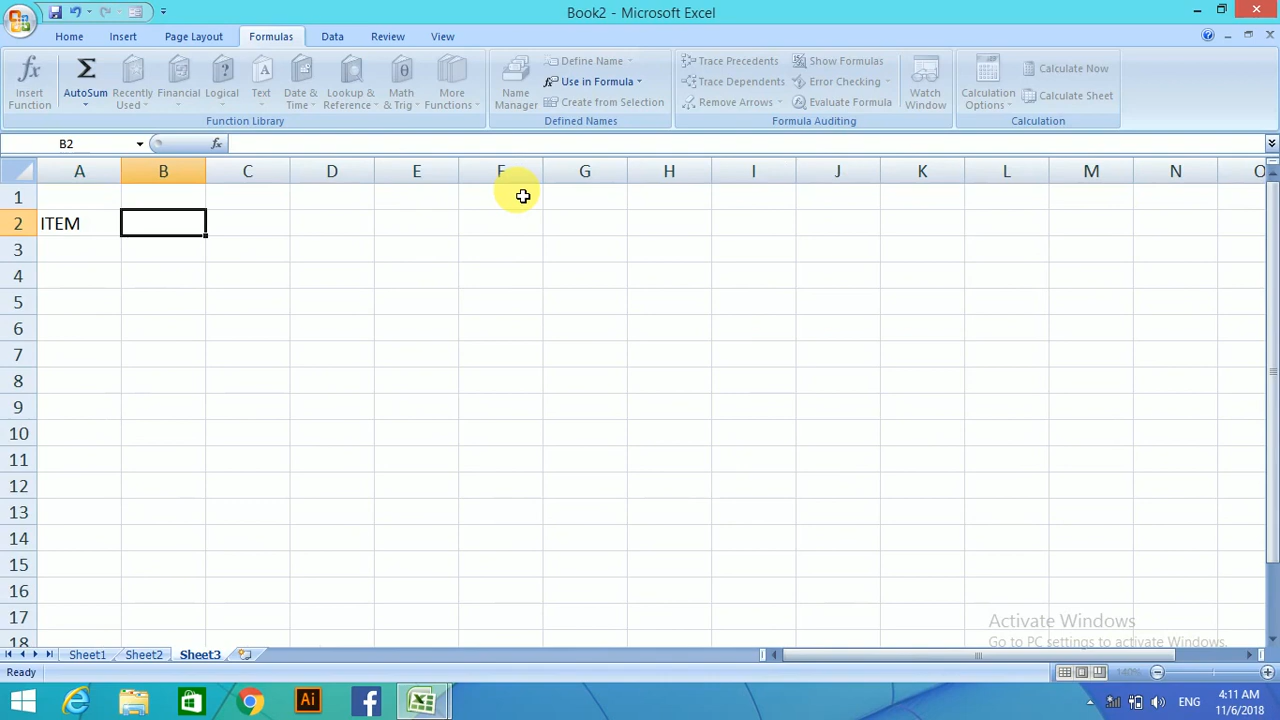 Book2 - Microsoft Excel
Home Insert Page Layout Formulas Data Review View
fx Σ ? A θ
Insert Function
AutoSum
Recently Used
Financial
Logical
Text
Date & Time
Lookup & Reference
Math & Trig
More Functions
Function Library
Name Manager
Define Name
Use in Formula
Create from Selection
Defined Names
Trace Precedents
Trace Dependents
Remove Arrows
Show Formulas
Error Checking
Evaluate Formula
Formula Auditing
Watch Window
Calculation Options
Calculate Now
Calculate Sheet
Calculation
B2 fx
A B C D E F G H I J K L M N O
1
2 ITEM
3
4
5
6
7
8
9
10
11
12
13
14
15
16
17
18
Activate Windows
Go to PC settings to activate Windows.
Sheet1 Sheet2 Sheet3
Ready 140%
Ai f ENG 4:11 AM
11/6/2018